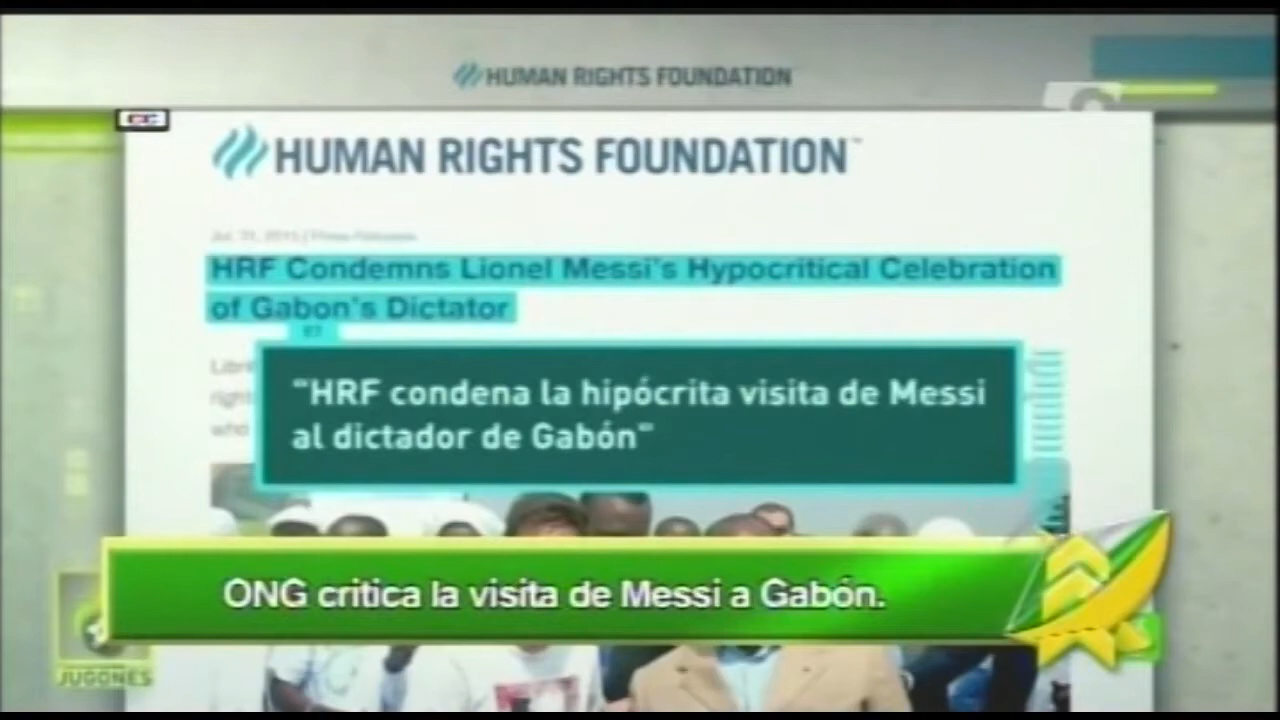 HUMAN RIGHTS FOUNDATION
HUMAN RIGHTS FOUNDATION
HRF Condemns Lionel Messi's Hypocritical Celebration
of Gabon's Dictator
"HRF condena la hipócrita visita de Messi
al dictador de Gabón"
ONG critica la visita de Messi a Gabón.
JUGONES